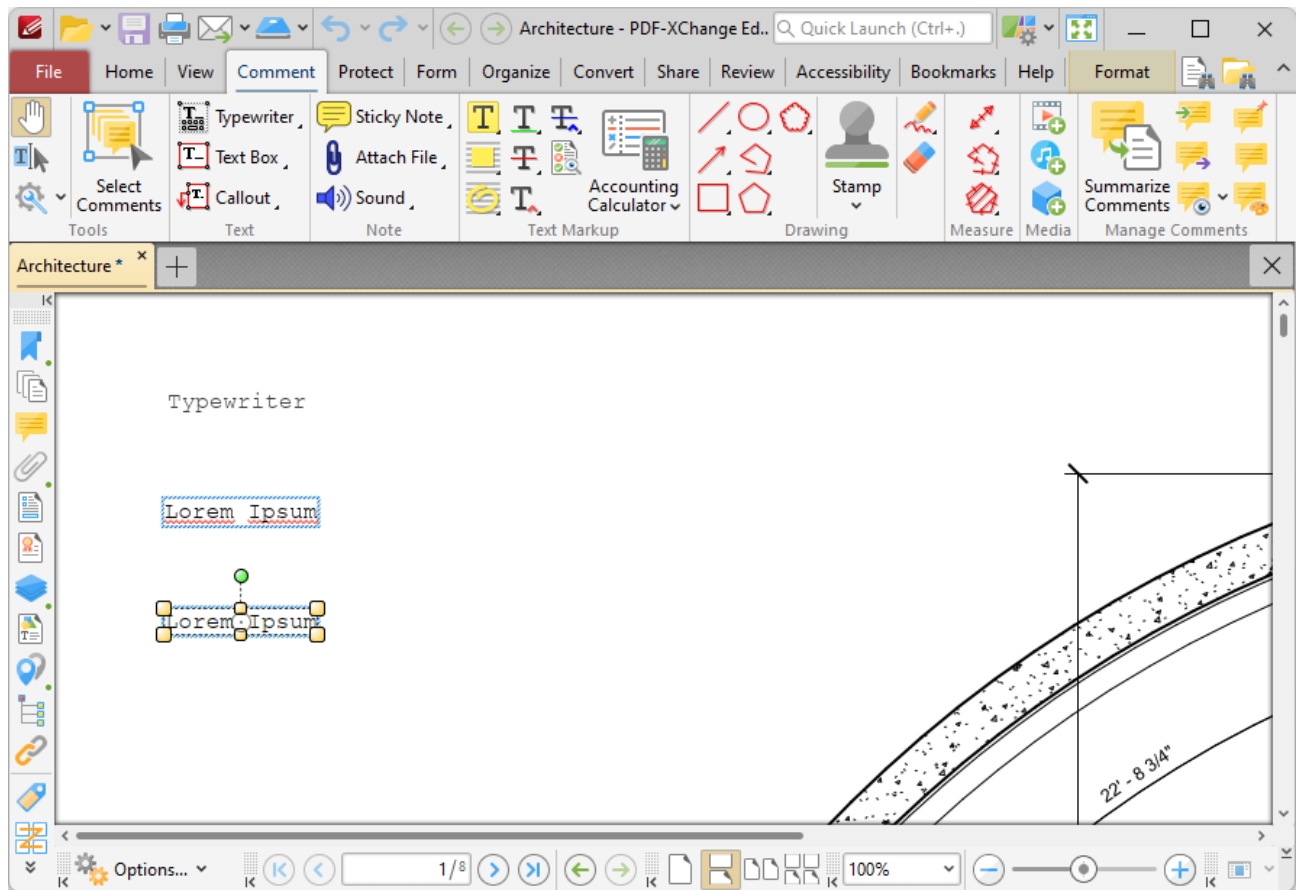 Architecture - PDF-XChange Ed.. Quick Launch (Ctrl+.)
File Home View Comment Protect Form Organize Convert Share Review Accessibility Bookmarks Help Format
Typewriter Sticky Note
Text Box Attach File
Select Comments Callout Sound Accounting Calculator Stamp Summarize Comments
Tools Text Note Text Markup Drawing Measure Media Manage Comments
Architecture *
Typewriter
Lorem Ipsum
Lorem Ipsum
22' - 8 3/4"
Options... 1/8 100%